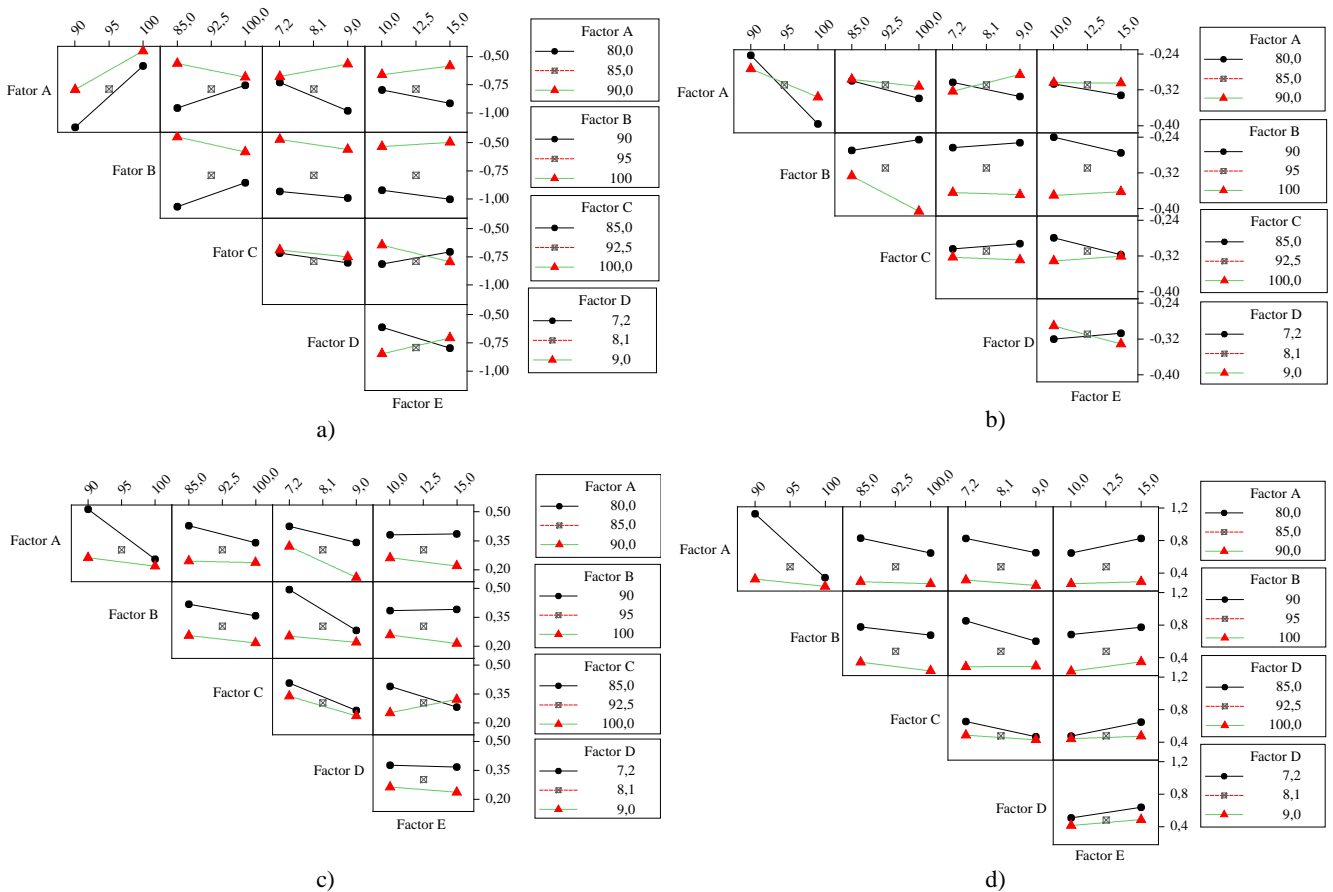 90 95 100 85,0 92,5 100,0 7,2 8,1 9,0 10,0 12,5 15,0
Fator A
-0,50
-0,75
-1,00
Fator B
-0,50
-0,75
-1,00
Fator C
-0,50
-0,75
-1,00
Factor D
-0,50
-0,75
-1,00
Factor E
Factor A
80,0
85,0
90,0
Factor B
90
95
100
Factor C
85,0
92,5
100,0
Factor D
7,2
8,1
9,0
a)
90 95 100 85,0 92,5 100,0 7,2 8,1 9,0 10,0 12,5 15,0
Factor A
-0,24
-0,32
-0,40
Factor B
-0,24
-0,32
-0,40
Factor C
-0,24
-0,32
-0,40
Factor D
-0,24
-0,32
-0,40
Factor E
Factor A
80,0
85,0
90,0
Factor B
90
95
100
Factor C
85,0
92,5
100,0
Factor D
7,2
8,1
9,0
b)
90 95 100 85,0 92,5 100,0 7,2 8,1 9,0 10,0 12,5 15,0
Factor A
0,50
0,35
0,20
Factor B
0,50
0,35
0,20
Factor C
0,50
0,35
0,20
Factor D
0,50
0,35
0,20
Factor E
Factor A
80,0
85,0
90,0
Factor B
90
95
100
Factor C
85,0
92,5
100,0
Factor D
7,2
8,1
9,0
c)
90 95 100 85,0 92,5 100,0 7,2 8,1 9,0 10,0 12,5 15,0
Factor A
1,2
0,8
0,4
Factor B
1,2
0,8
0,4
Factor C
1,2
0,8
0,4
Factor D
1,2
0,8
0,4
Factor E
Factor A
80,0
85,0
90,0
Factor B
90
95
100
Factor D
85,0
92,5
100,0
Factor D
7,2
8,1
9,0
d)